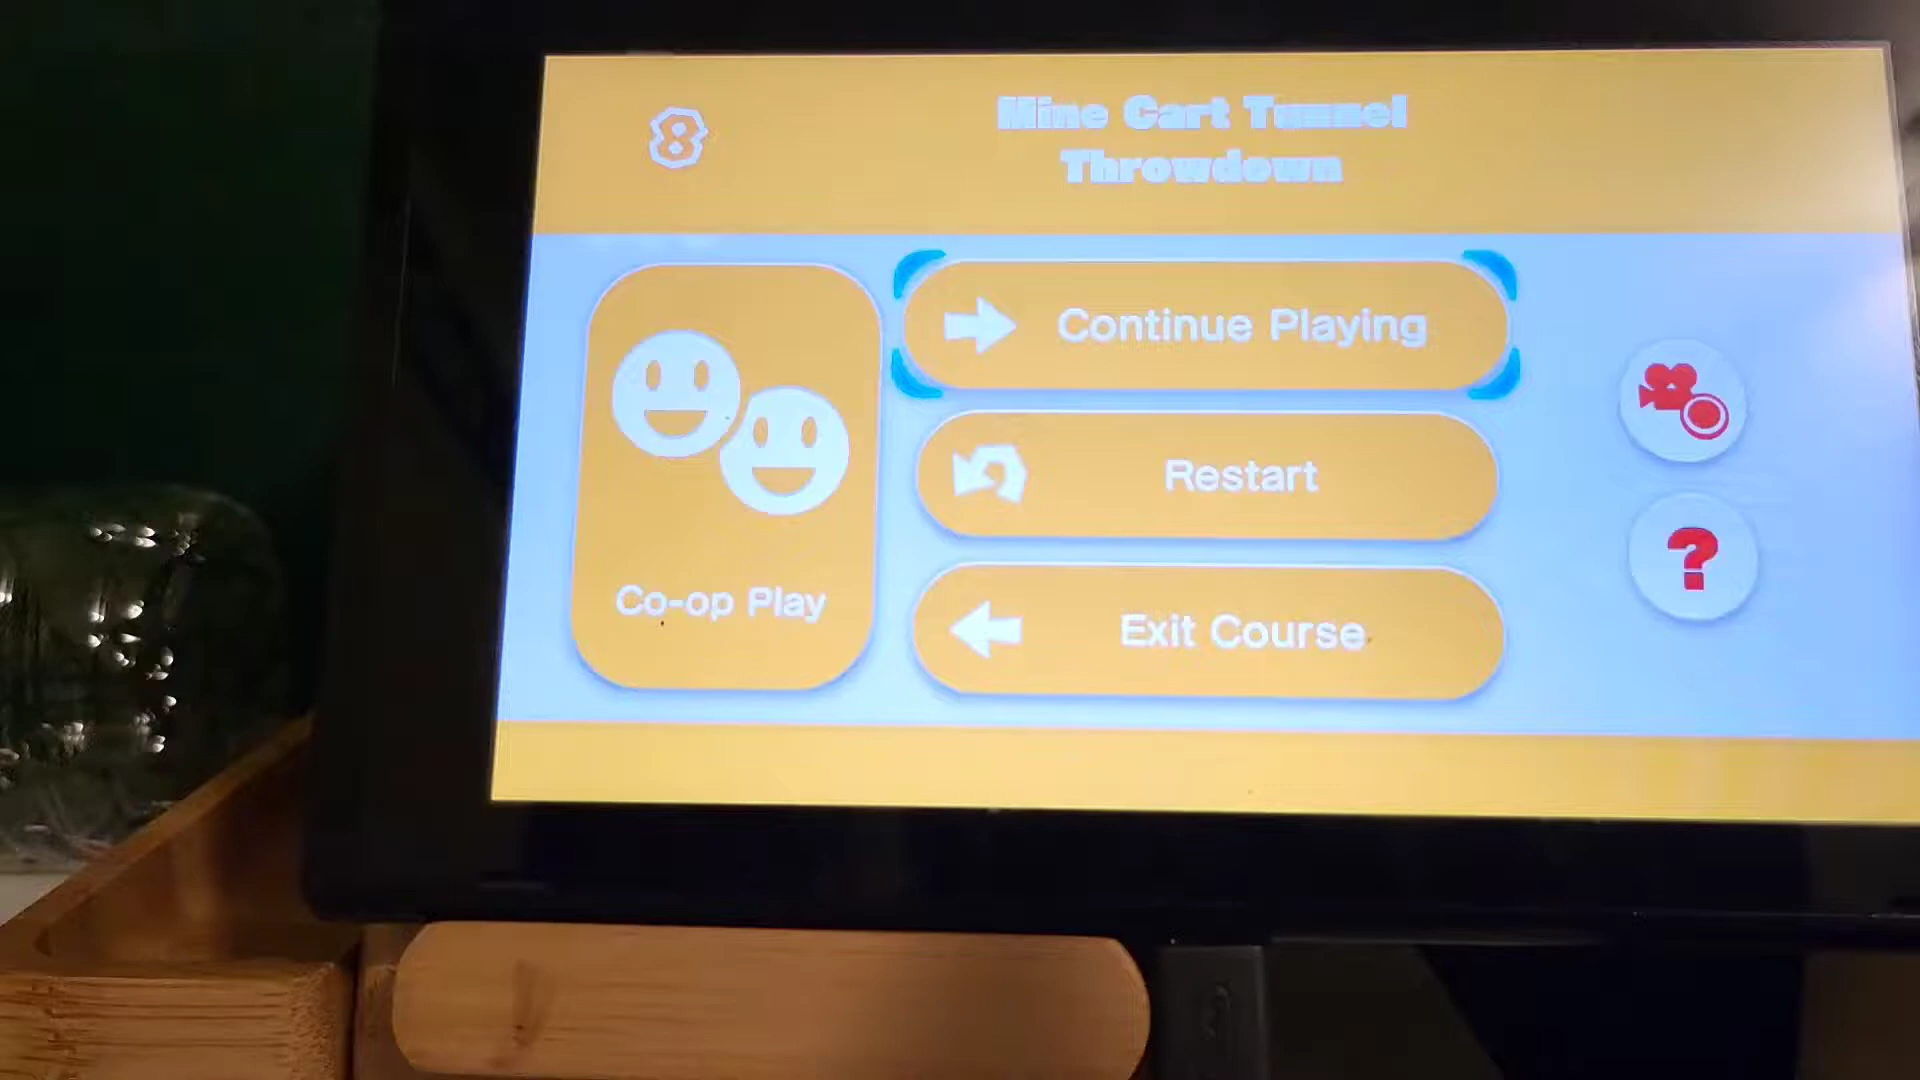 8
Mine Cart Tunnel
Throwdown
Continue Playing
Restart
Exit Course
Co-op Play
?